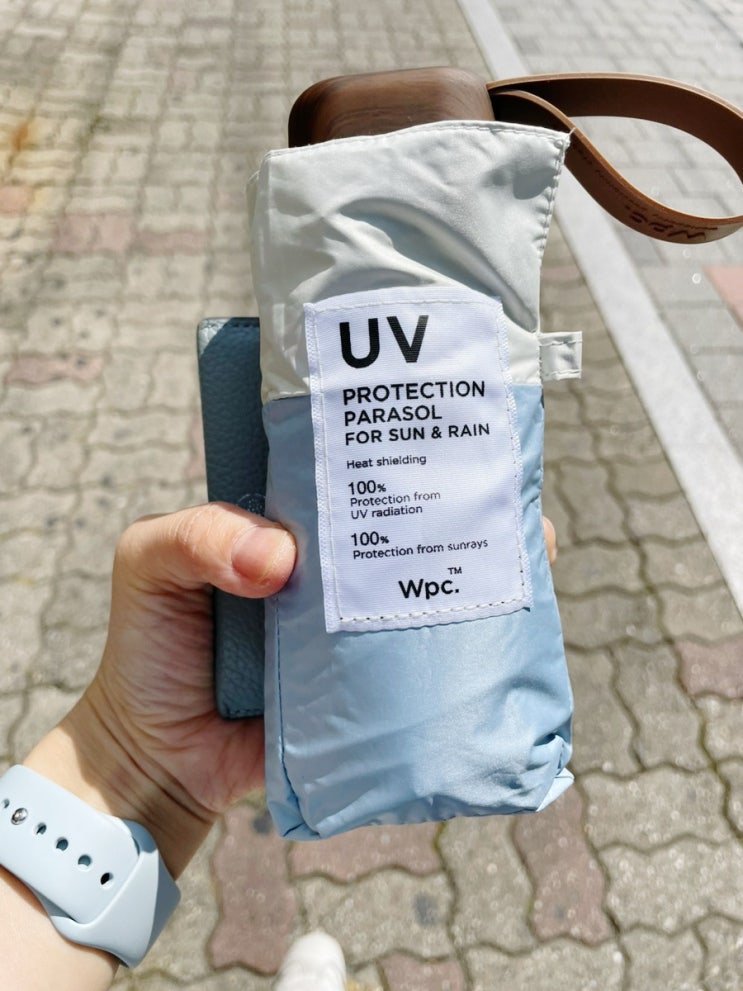 UV
PROTECTION
PARASOL
FOR SUN & RAIN
Heat shielding
100%
Protection from
UV radiation
100%
Protection from sunrays
Wpc.™